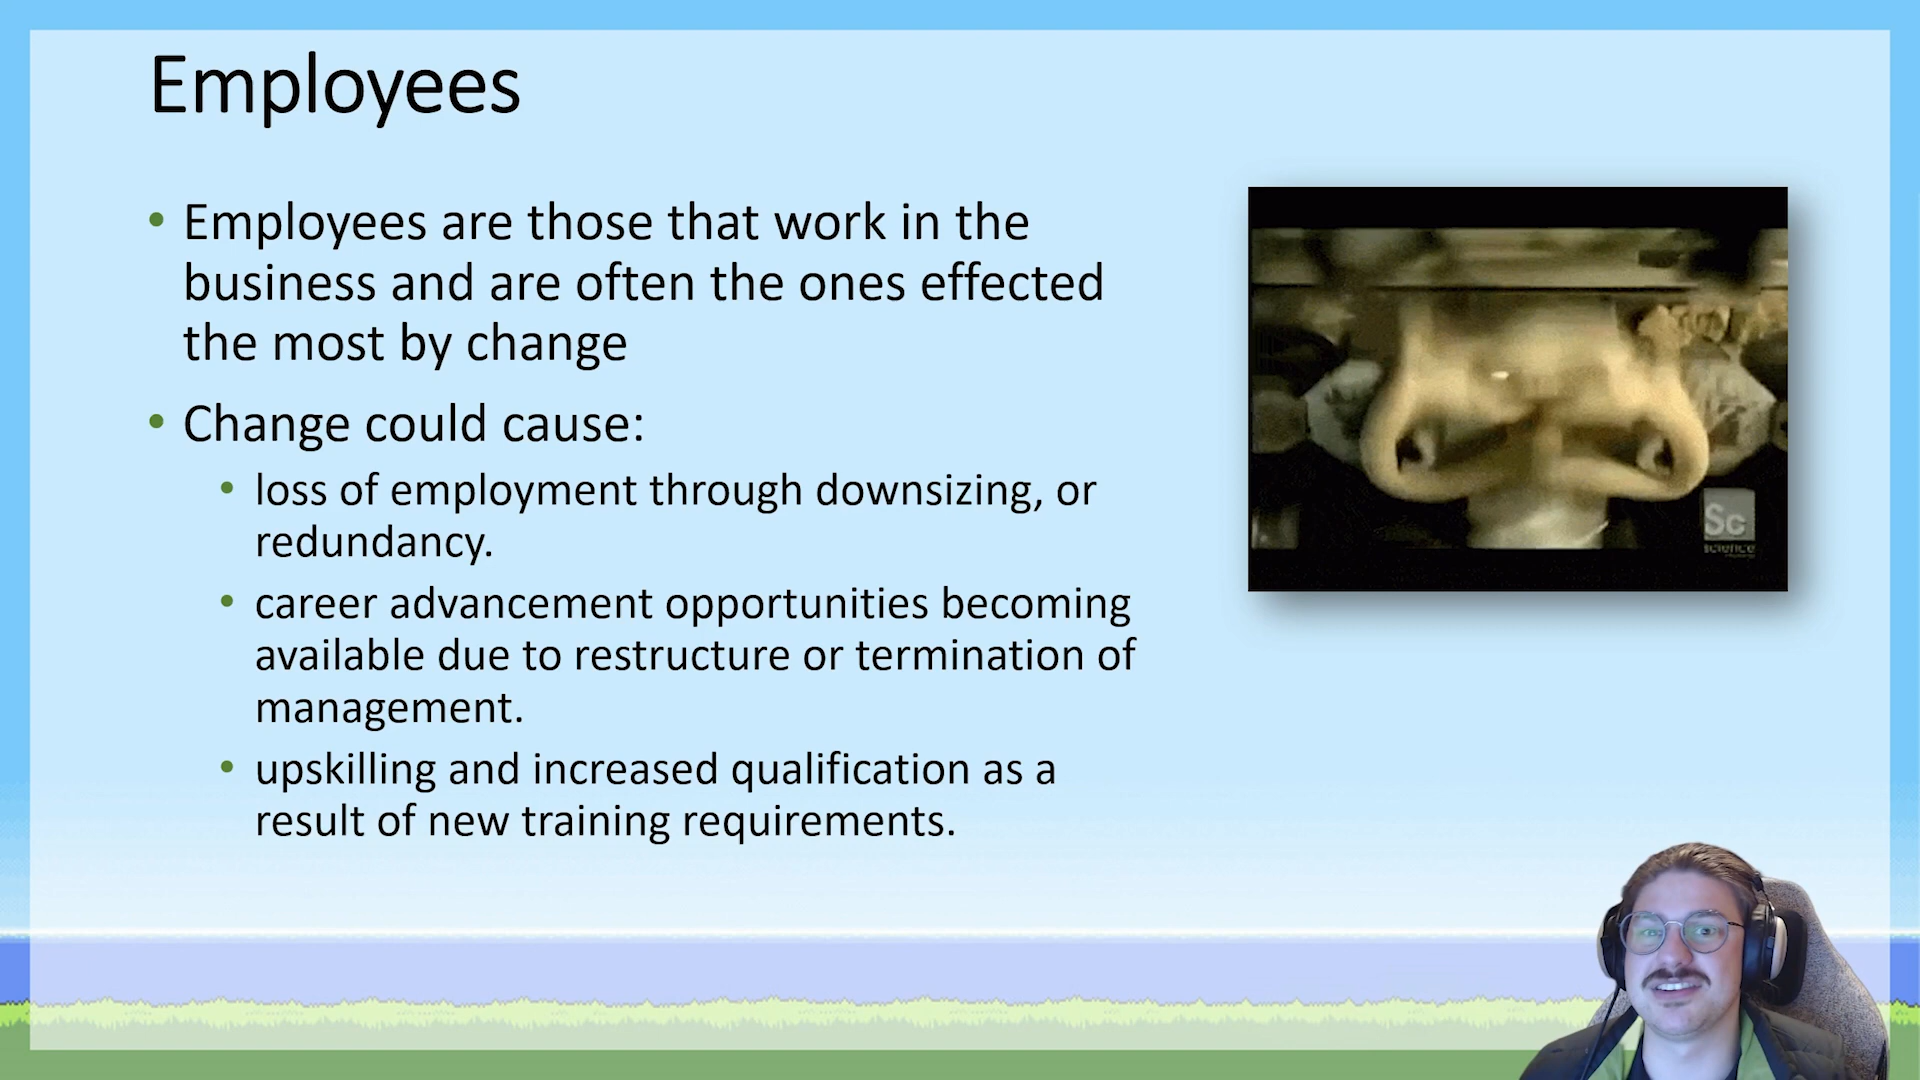 Employees
• Employees are those that work in the
business and are often the ones effected
the most by change
• Change could cause:
• loss of employment through downsizing, or
redundancy.
• career advancement opportunities becoming
available due to restructure or termination of
management.
• upskilling and increased qualification as a
result of new training requirements.
Sc
science